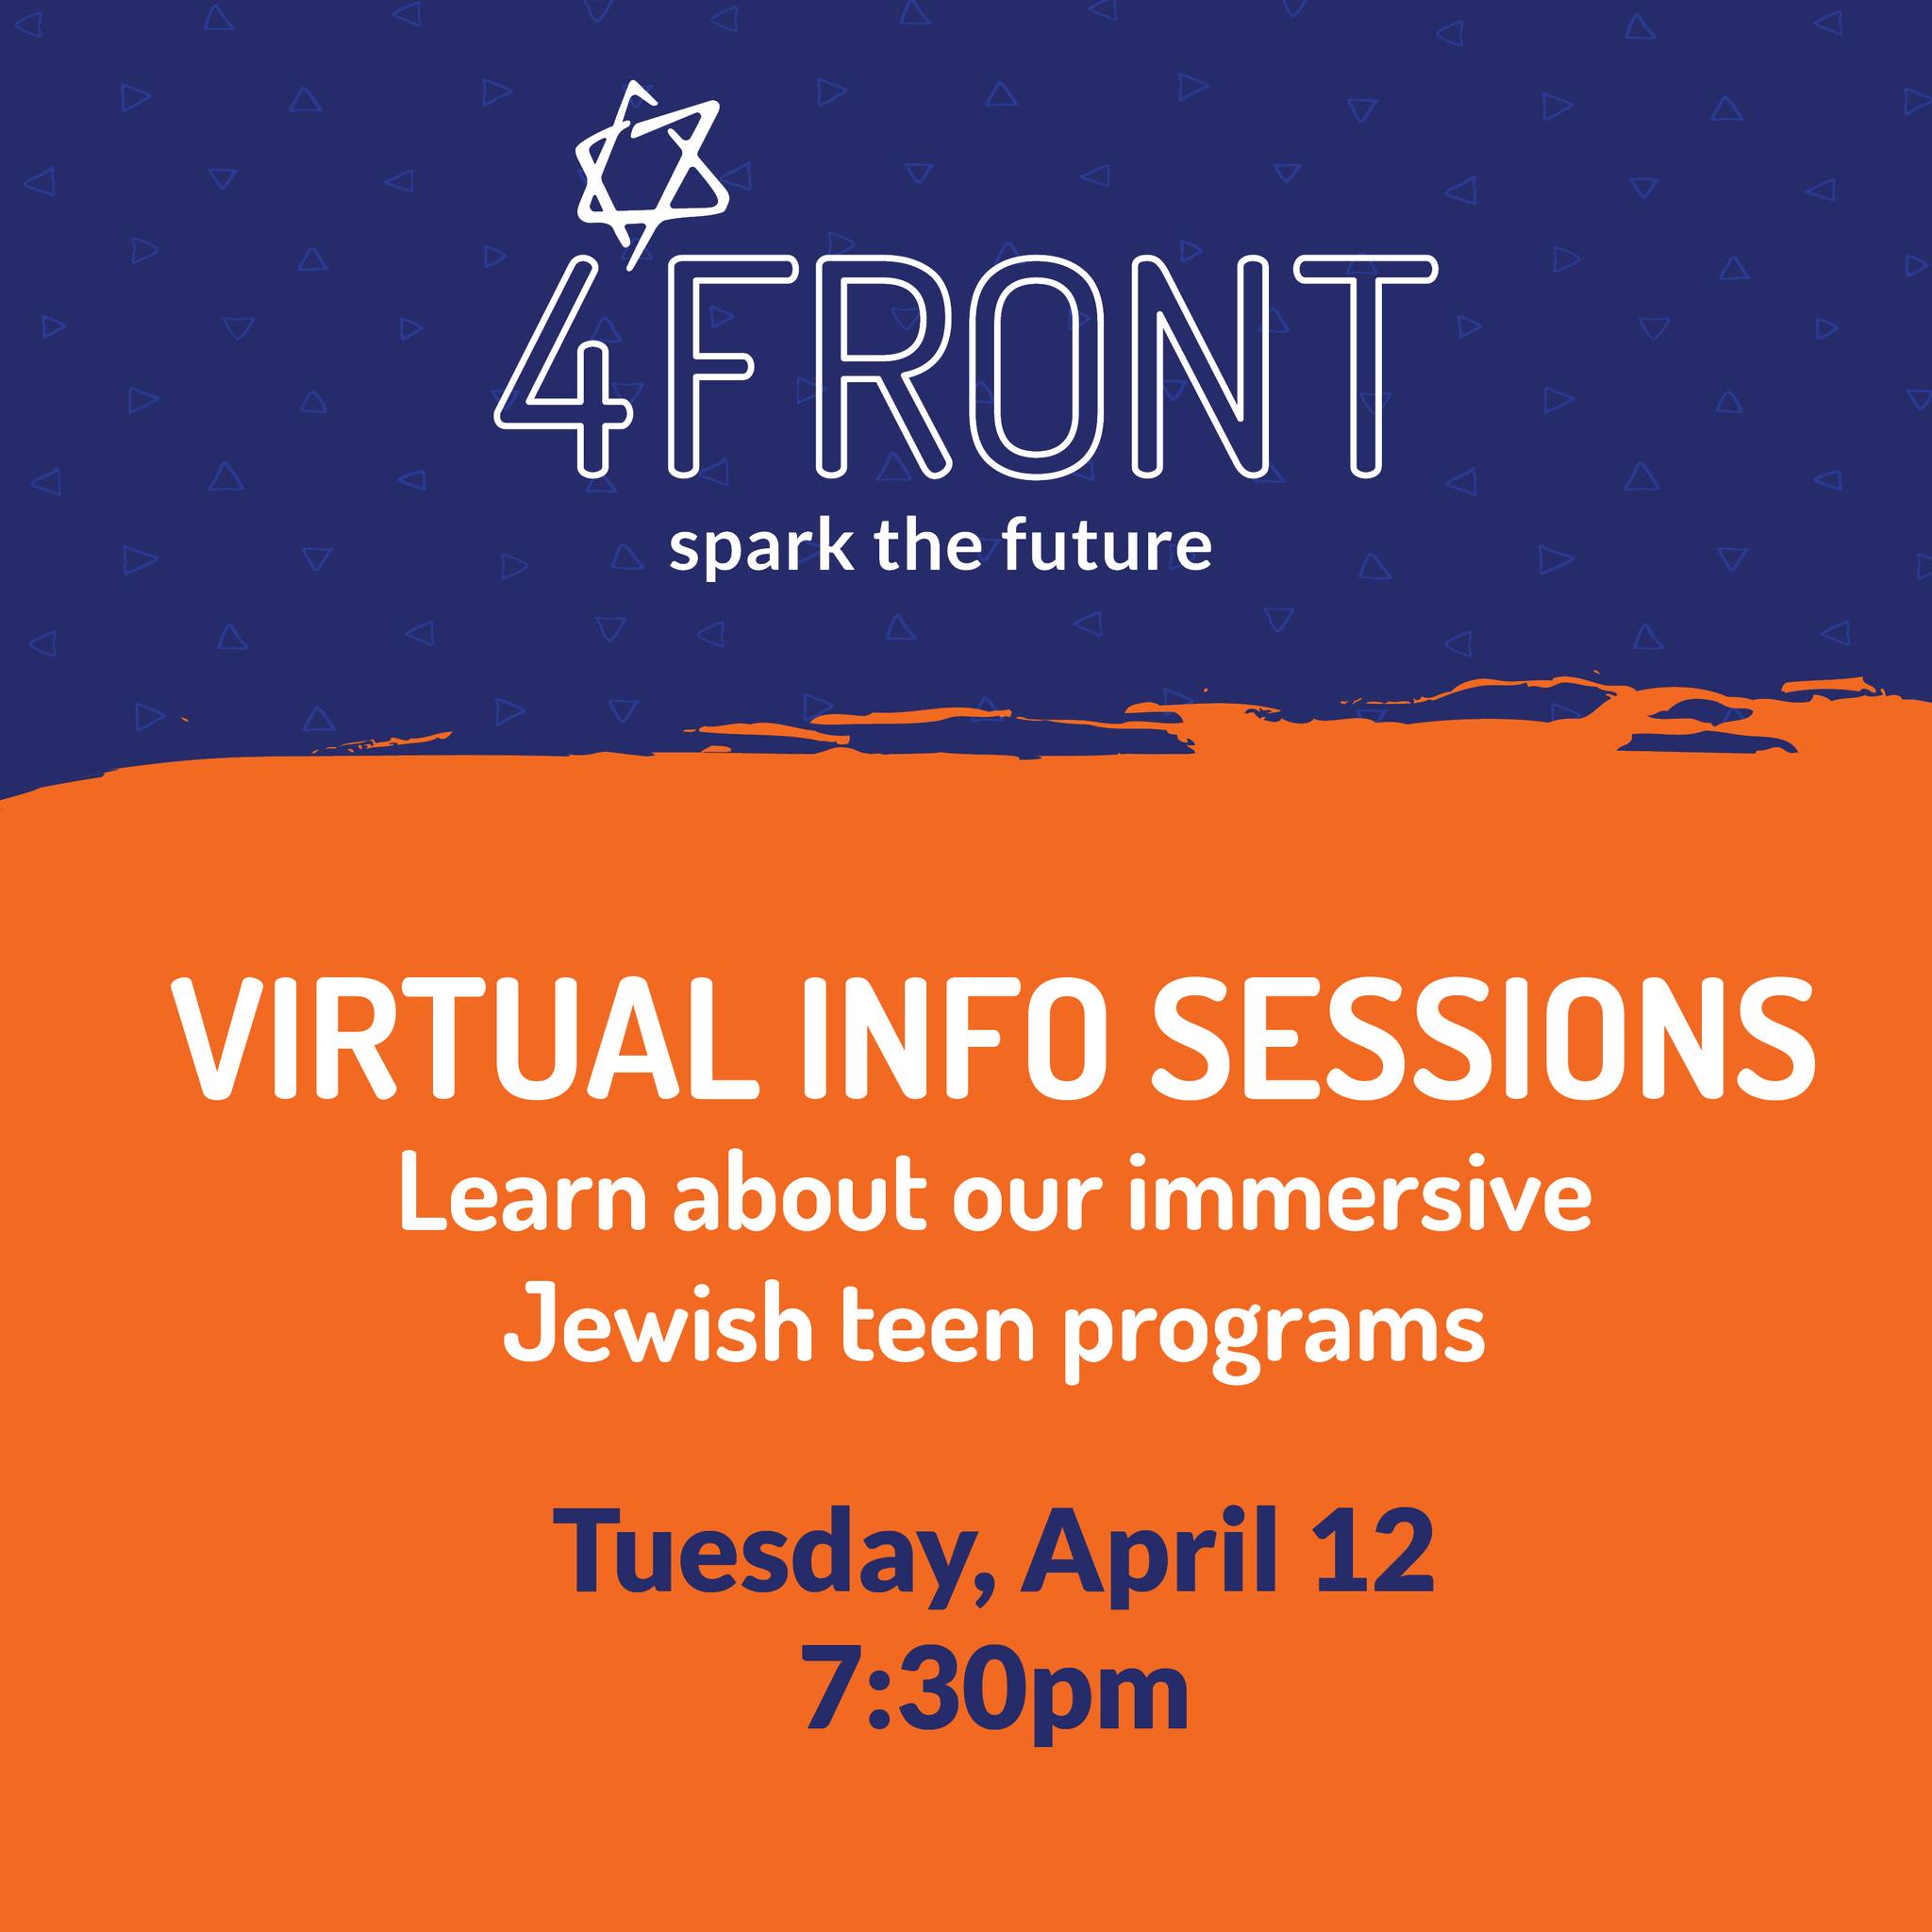 4FRONT
spark the future
VIRTUAL INFO SESSIONS
Learn about our immersive
Jewish teen programs
Tuesday, April 12
7:30pm